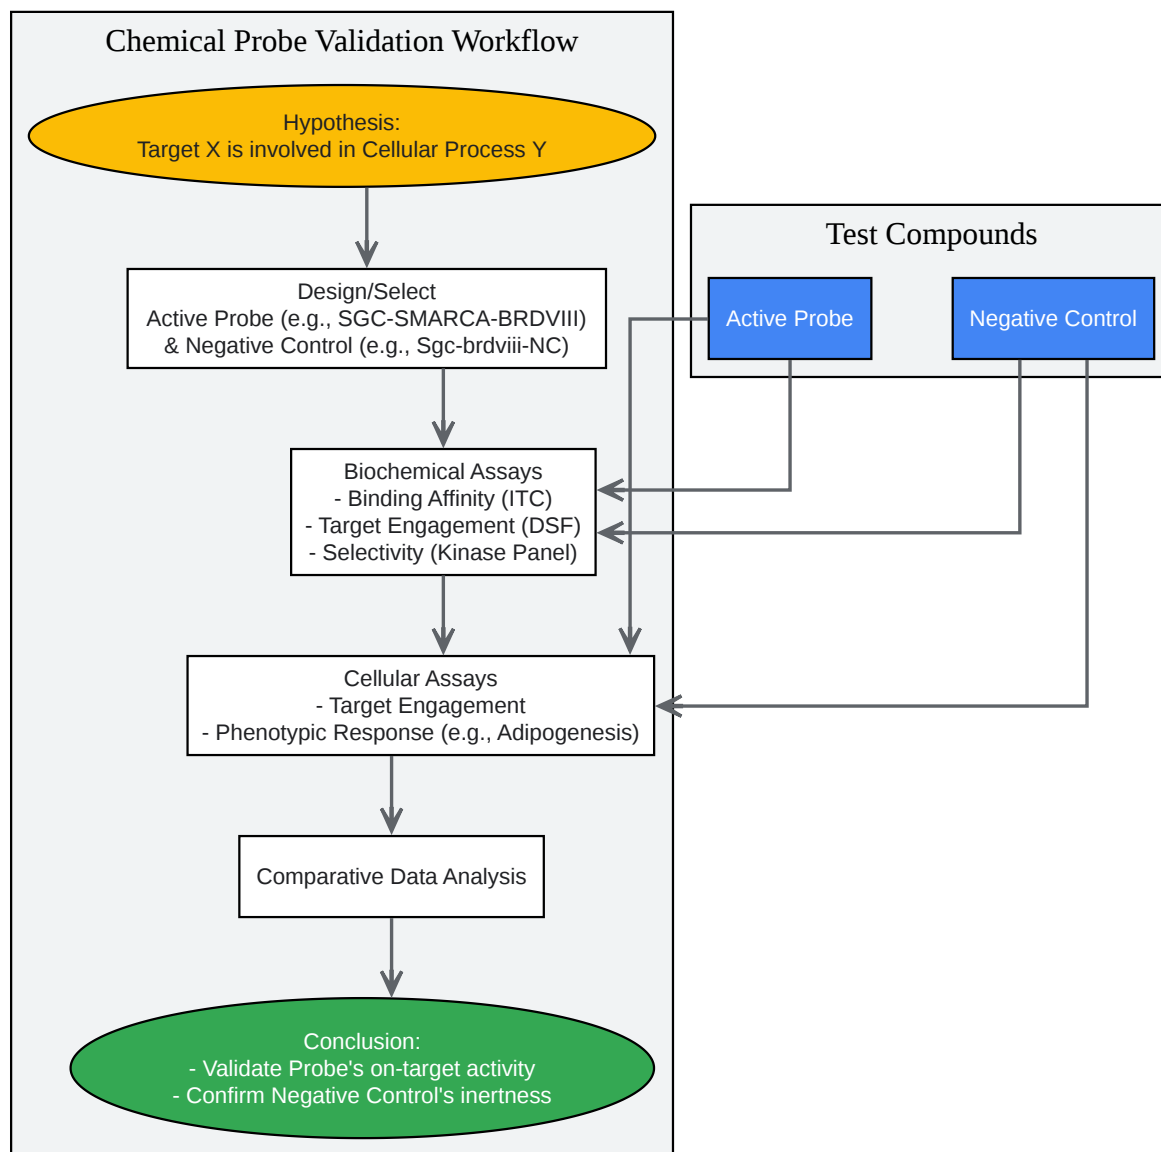 Chemical Probe Validation Workflow
Hypothesis:
Target X is involved in Cellular Process Y
Design/Select
Active Probe (e.g., SGC-SMARCA-BRDVIII)
& Negative Control (e.g., Sgc-brdviii-NC)
Biochemical Assays
- Binding Affinity (ITC)
- Target Engagement (DSF)
- Selectivity (Kinase Panel)
Cellular Assays
- Target Engagement
- Phenotypic Response (e.g., Adipogenesis)
Comparative Data Analysis
Conclusion:
- Validate Probe's on-target activity
- Confirm Negative Control's inertness
Test Compounds
Active Probe
Negative Control